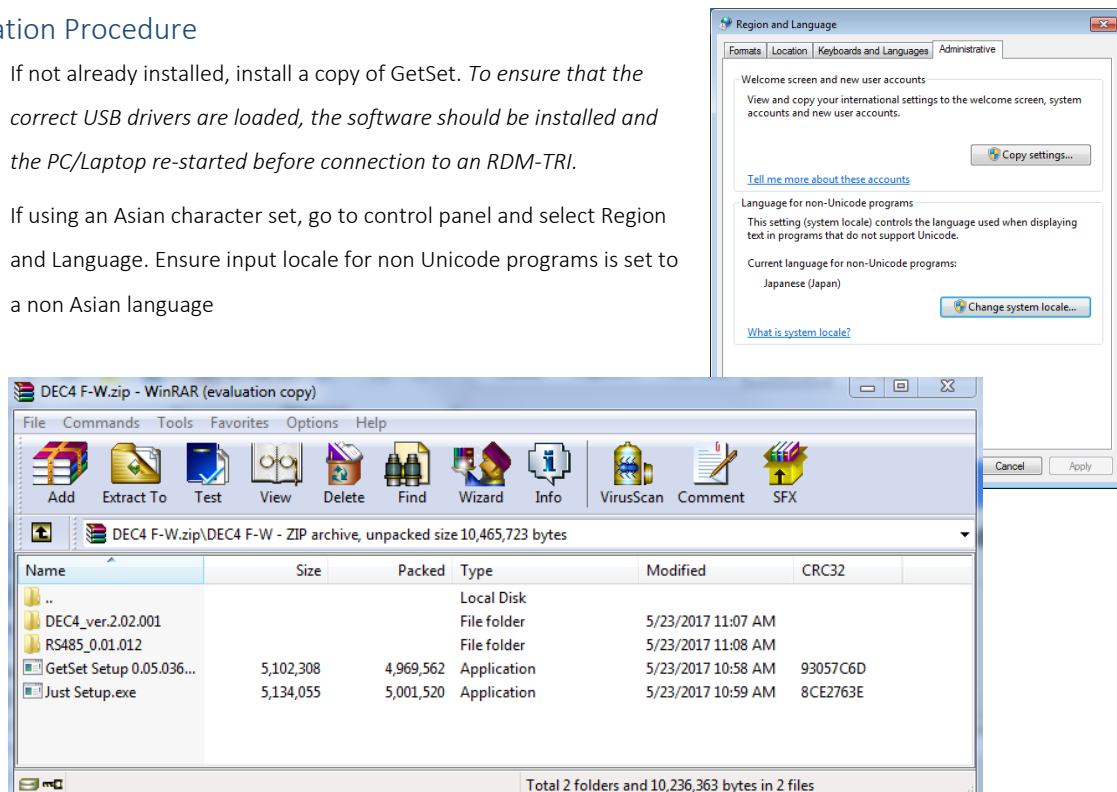 ation Procedure
If not already installed, install a copy of GetSet. To ensure that the
correct USB drivers are loaded, the software should be installed and
the PC/Laptop re-started before connection to an RDM-TRI.
If using an Asian character set, go to control panel and select Region
and Language. Ensure input locale for non Unicode programs is set to
a non Asian language
Region and Language
Formats Location Keyboards and Languages Administrative
Welcome screen and new user accounts
View and copy your international settings to the welcome screen, system
accounts and new user accounts.
Copy settings...
Tell me more about these accounts
Language for non-Unicode programs
This setting (system locale) controls the language used when displaying
text in programs that do not support Unicode.
Current language for non-Unicode programs:
Japanese (Japan)
Change system locale...
What is system locale?
Cancel Apply
DEC4 F-W.zip - WinRAR (evaluation copy)
File Commands Tools Favorites Options Help
Add Extract To Test View Delete Find Wizard Info VirusScan Comment SFX
DEC4 F-W.zip\DEC4 F-W - ZIP archive, unpacked size 10,465,723 bytes
Name Size Packed Type Modified CRC32
.. Local Disk
DEC4_ver.2.02.001 File folder 5/23/2017 11:07 AM
RS485_0.01.012 File folder 5/23/2017 11:08 AM
GetSet Setup 0.05.036... 5,102,308 4,969,562 Application 5/23/2017 10:58 AM 93057C6D
Just Setup.exe 5,134,055 5,001,520 Application 5/23/2017 10:59 AM 8CE2763E
Total 2 folders and 10,236,363 bytes in 2 files